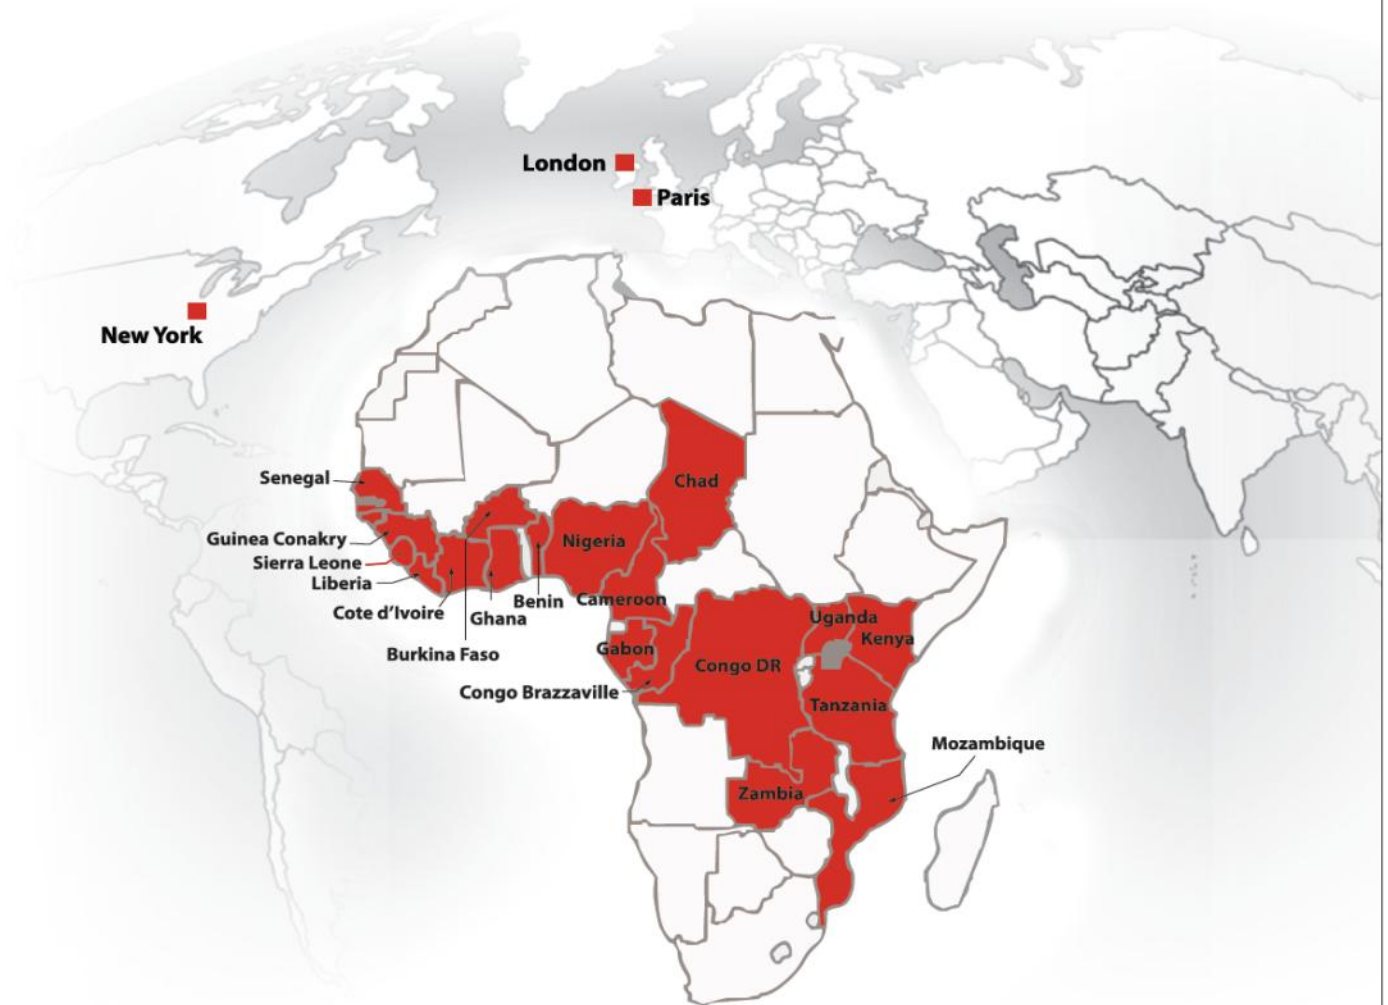 London
Paris
New York
Senegal
Chad
Guinea Conakry
Nigeria
Sierra Leone
Liberia
Cote d'Ivoire
Benin
Cameroon
Ghana
Uganda
Kenya
Burkina Faso
Gabon
Congo DR
Congo Brazzaville
Tanzania
Mozambique
Zambia